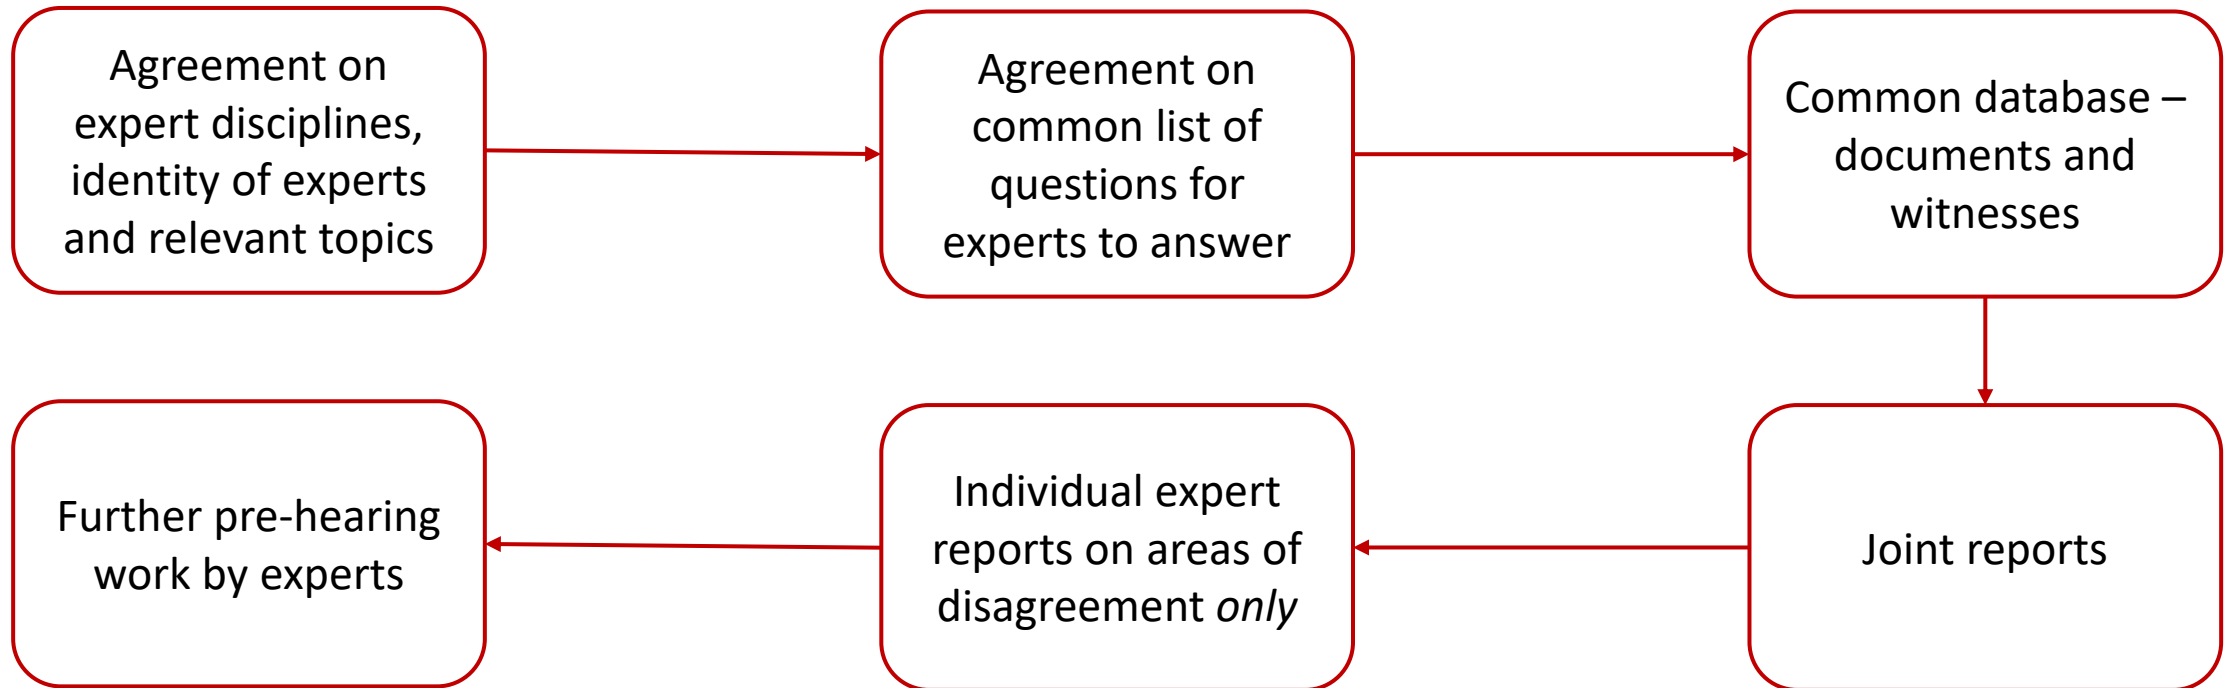 Agreement on
expert disciplines,
identity of experts
and relevant topics
Agreement on
common list of
questions for
experts to answer
Common database –
documents and
witnesses
Further pre-hearing
work by experts
Individual expert
reports on areas of
disagreement only
Joint reports